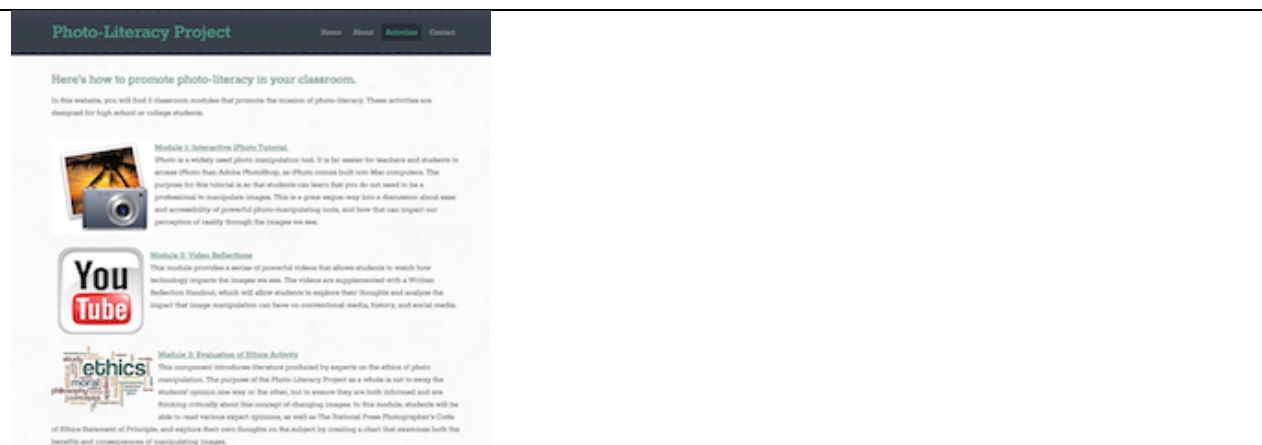 Photo-Literacy Project
Home About Activities Contact
Here's how to promote photo-literacy in your classroom.
In this website, you will find 3 classroom modules that promote the mission of photo-literacy. These activities are
designed for high school or college students.
Module 1: Interactive iPhoto Tutorial
iPhoto is a widely used photo manipulation tool. It is far easier for teachers and students to
access iPhoto than Adobe PhotoShop, as iPhoto comes built into Mac computers. The
purpose for this tutorial is so that students can learn that you do not need to be a
professional to manipulate images. This is a great segue-way into a discussion about ease
and accessibility of powerful photo-manipulating tools, and how that can impact our
perception of reality through the images we see.
You
Tube
Module 2: Video Reflections
This module provides a series of powerful videos that allows students to watch how
technology impacts the images we see. The videos are supplemented with a Written
Reflection Handout, which will allow students to explore their thoughts and analyze the
impact that image manipulation can have on conventional media, history, and social media.
study
ethics
moral
philosophy
concepts
Module 3: Evaluation of Ethics Activity
This component introduces literature produced by experts on the ethics of photo
manipulation. The purpose of the Photo-Literacy Project as a whole is not to sway the
students' opinion one way or the other, but to ensure they are both informed and are
thinking critically about this concept of changing images. In this module, students will be
able to read various expert opinions, as well as The National Press Photographer's Code
of Ethics Statement of Principle, and explore their own thoughts on the subject by creating a chart that examines both the
benefits and consequences of manipulating images.